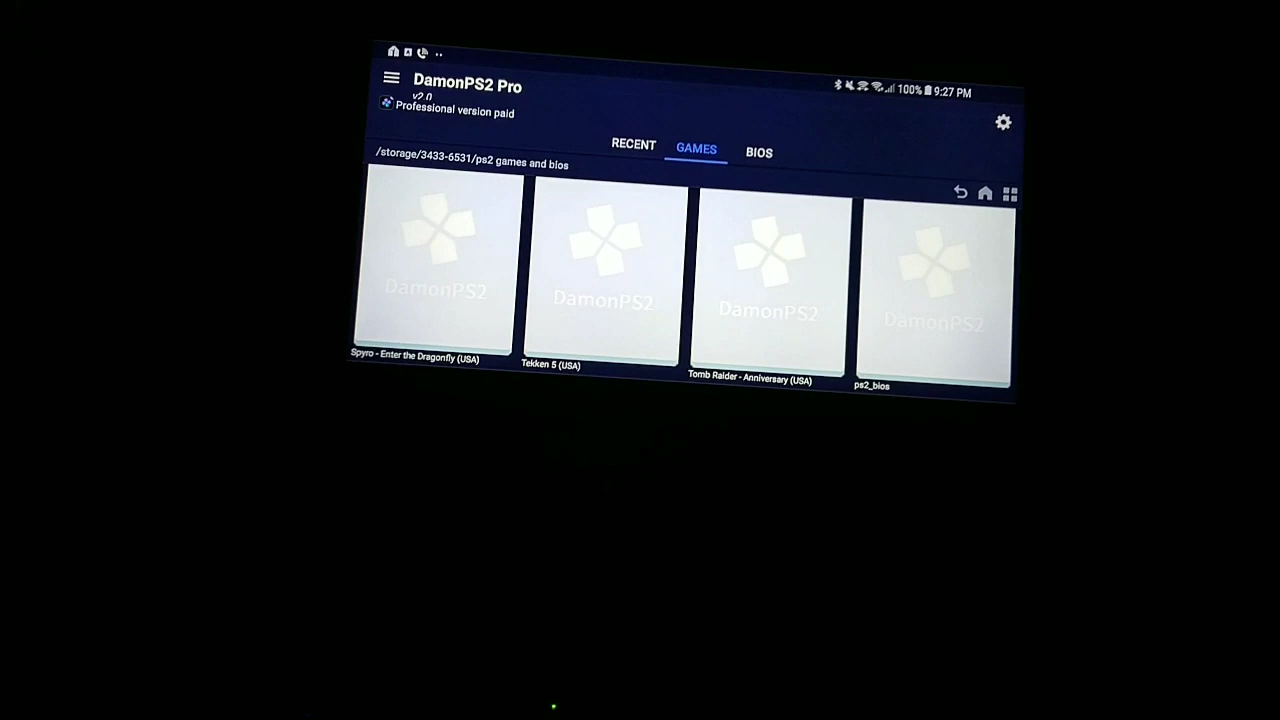 100% 9:27 PM
DamonPS2 Pro
v2.0
Professional version paid
RECENT GAMES BIOS
/storage/3433-6531/ps2 games and bios
DamonPS2 DamonPS2 DamonPS2 DamonPS2
Spyro - Enter the Dragonfly (USA) Tekken 5 (USA) Tomb Raider - Anniversary (USA) ps2_bios